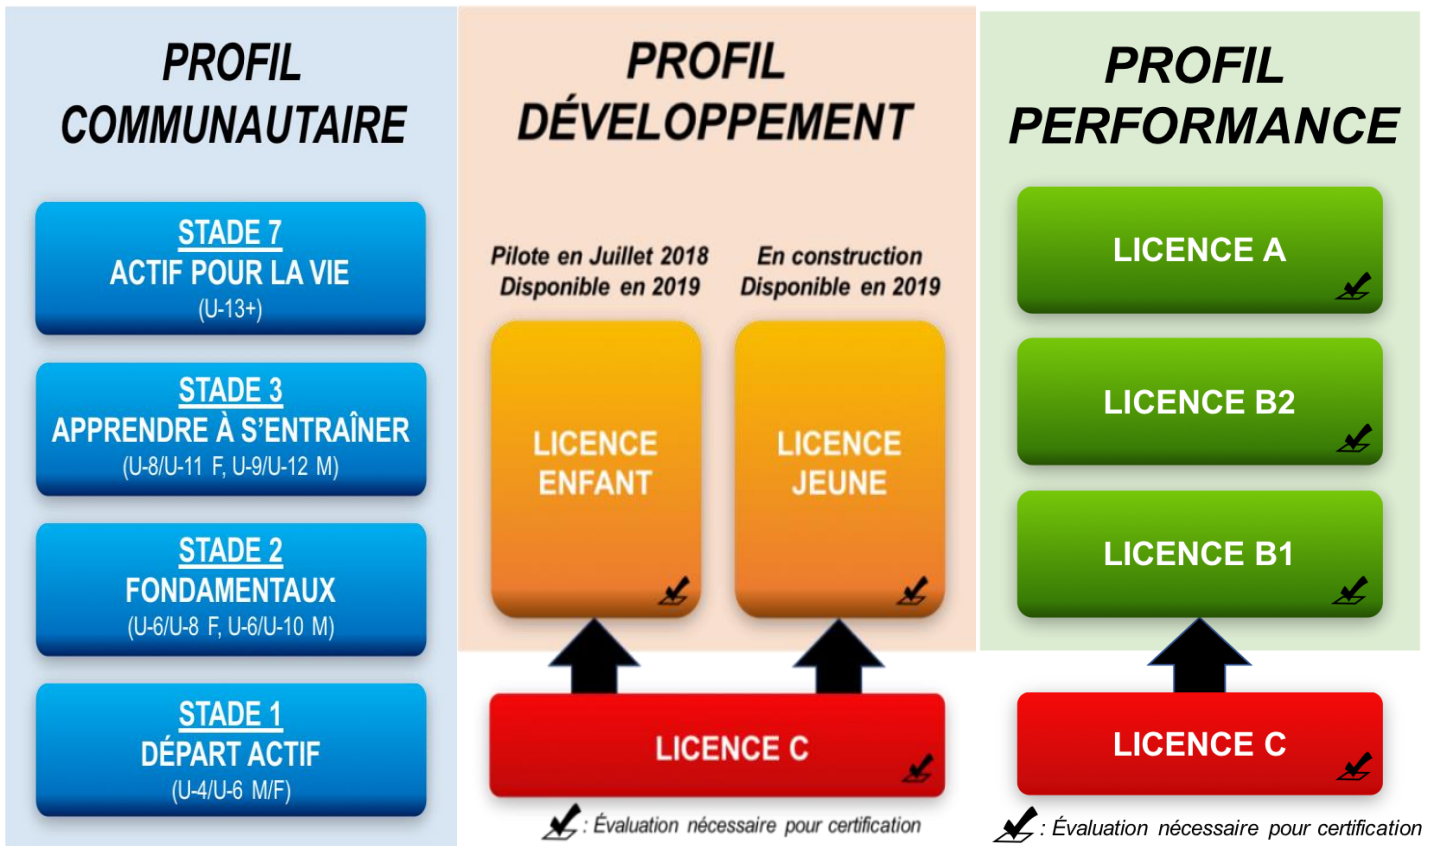 PROFIL
COMMUNAUTAIRE
STADE 7
ACTIF POUR LA VIE
(U-13+)
STADE 3
APPRENDRE À S’ENTRAÎNER
(U-8/U-11 F, U-9/U-12 M)
STADE 2
FONDAMENTAUX
(U-6/U-8 F, U-6/U-10 M)
STADE 1
DÉPART ACTIF
(U-4/U-6 M/F)
PROFIL
DÉVELOPPEMENT
Pilote en Juillet 2018
Disponible en 2019
En construction
Disponible en 2019
LICENCE
ENFANT
LICENCE
JEUNE
LICENCE C
: Évaluation nécessaire pour certification
PROFIL
PERFORMANCE
LICENCE A
LICENCE B2
LICENCE B1
LICENCE C
: Évaluation nécessaire pour certification